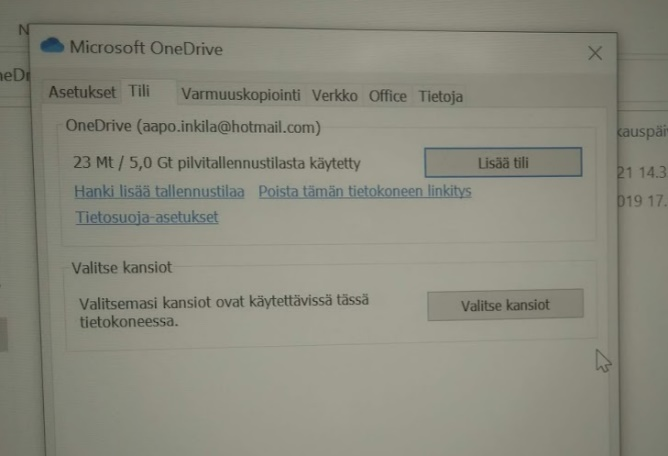 N
Microsoft OneDrive
Asetukset Tili Varmuuskopiointi Verkko Office Tietoja
OneDrive (aapo.inkila@hotmail.com)
23 Mt / 5,0 Gt pilvitallennustilasta käytetty
Lisää tili
Hanki lisää tallennustilaa Poista tämän tietokoneen linkitys
Tietosuoja-asetukset
Valitse kansiot
Valitsemasi kansiot ovat käytettävissä tässä
tietokoneessa.
Valitse kansiot
eDr
kauspäiv
21 14.3
019 17.